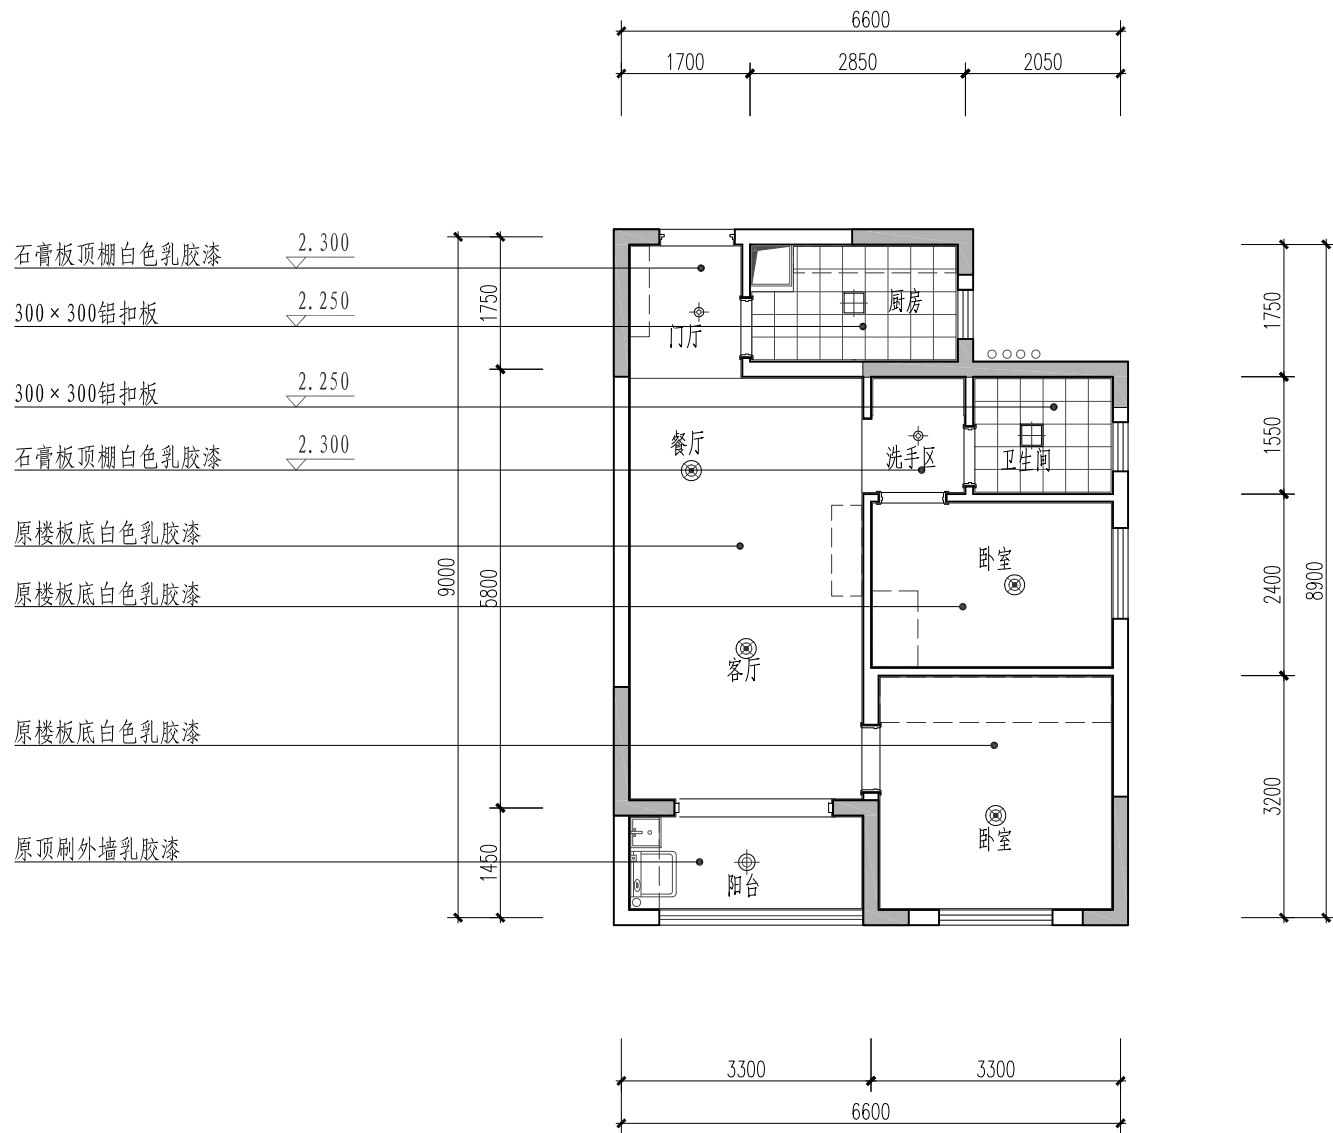 6600
1700 2850 2050
石膏板顶棚白色乳胶漆 2.300
300×300铝扣板 2.250
300×300铝扣板 2.250
石膏板顶棚白色乳胶漆 2.300
原楼板底白色乳胶漆
原楼板底白色乳胶漆
原楼板底白色乳胶漆
原顶刷外墙乳胶漆
9000
1750
5800
1450
厨房
门厅
餐厅
洗手区
卫生间
卧室
客厅
卧室
阳台
1750
1550
2400
3200
8900
3300 3300
6600